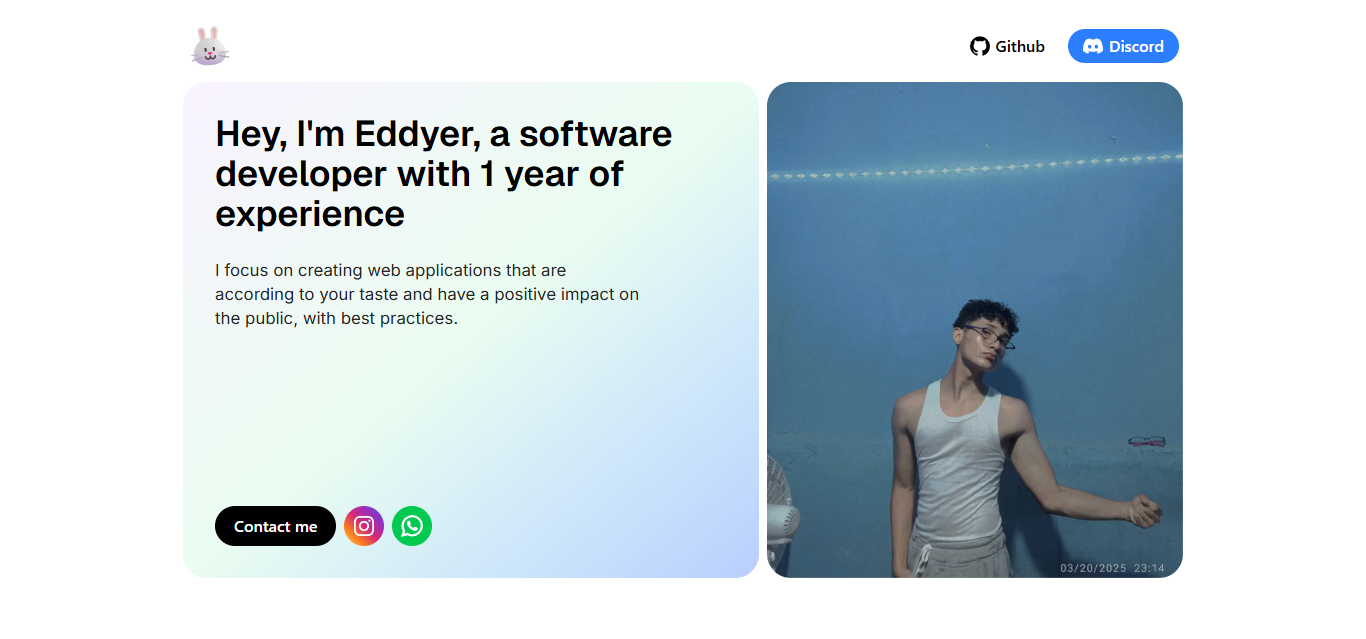 Github
Discord
Hey, I'm Eddyer, a software
developer with 1 year of
experience
I focus on creating web applications that are
according to your taste and have a positive impact on
the public, with best practices.
Contact me
03/20/2025 23:14